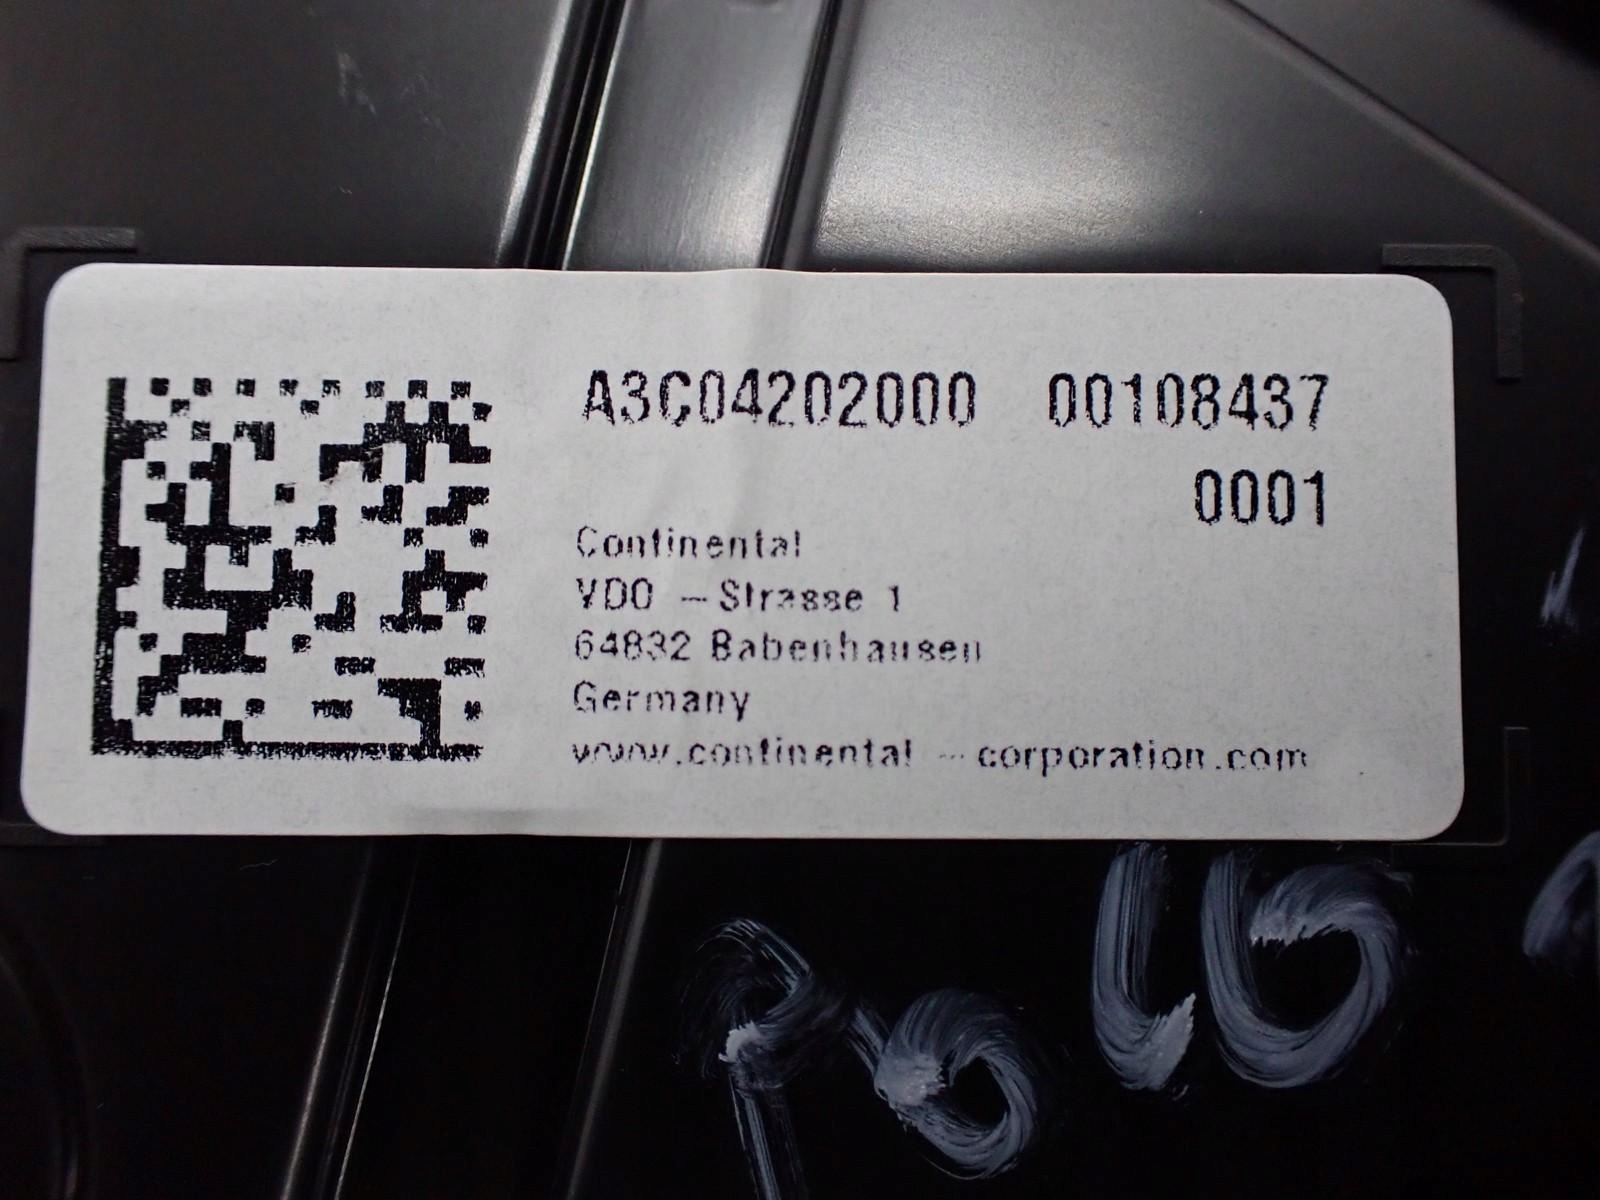 A3C04202000 00108437
0001
Continental
VDO -Strasse 1
64832 Babenhausen
Germany
www.continental-corporation.com